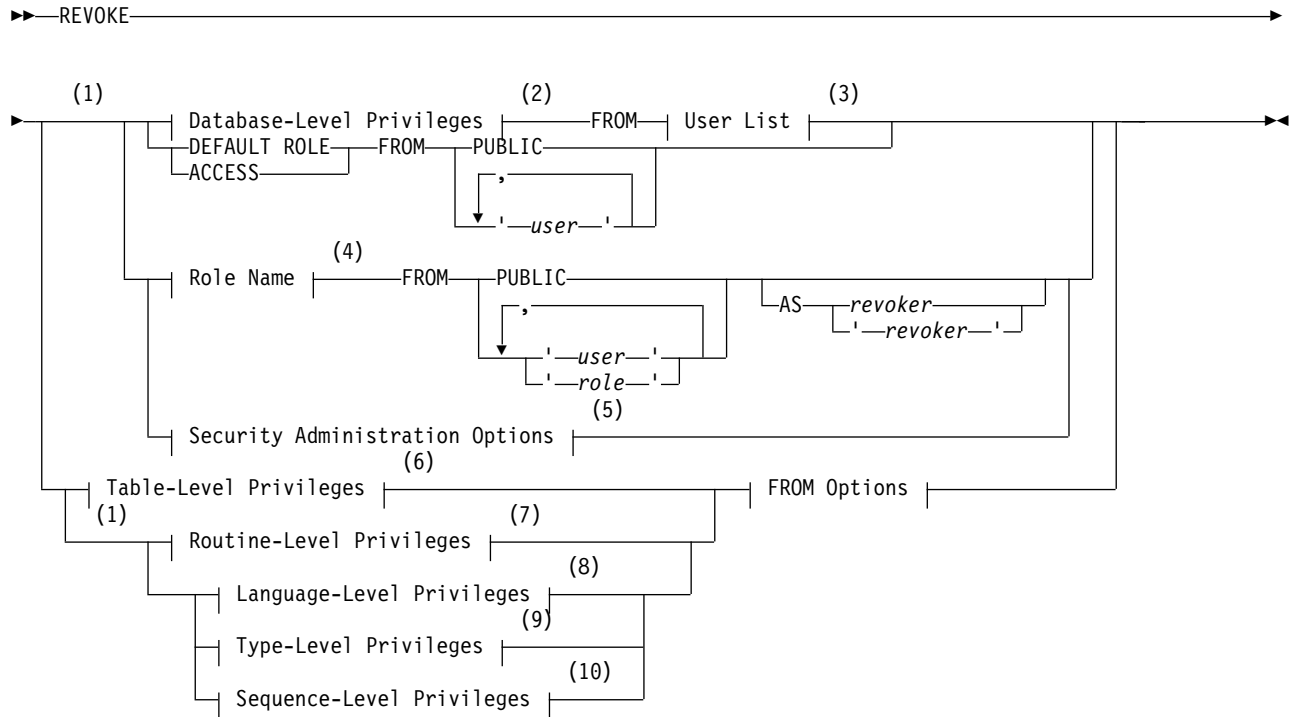 REVOKE
(1) (2) (3)
Database-Level Privileges FROM User List
DEFAULT ROLE FROM PUBLIC
ACCESS ,
' user '
(4)
Role Name FROM PUBLIC
, AS revoker
' revoker '
' user '
' role '
(5)
Security Administration Options
(6)
Table-Level Privileges FROM Options
(1) (7)
Routine-Level Privileges
(8)
Language-Level Privileges
(9)
Type-Level Privileges
(10)
Sequence-Level Privileges